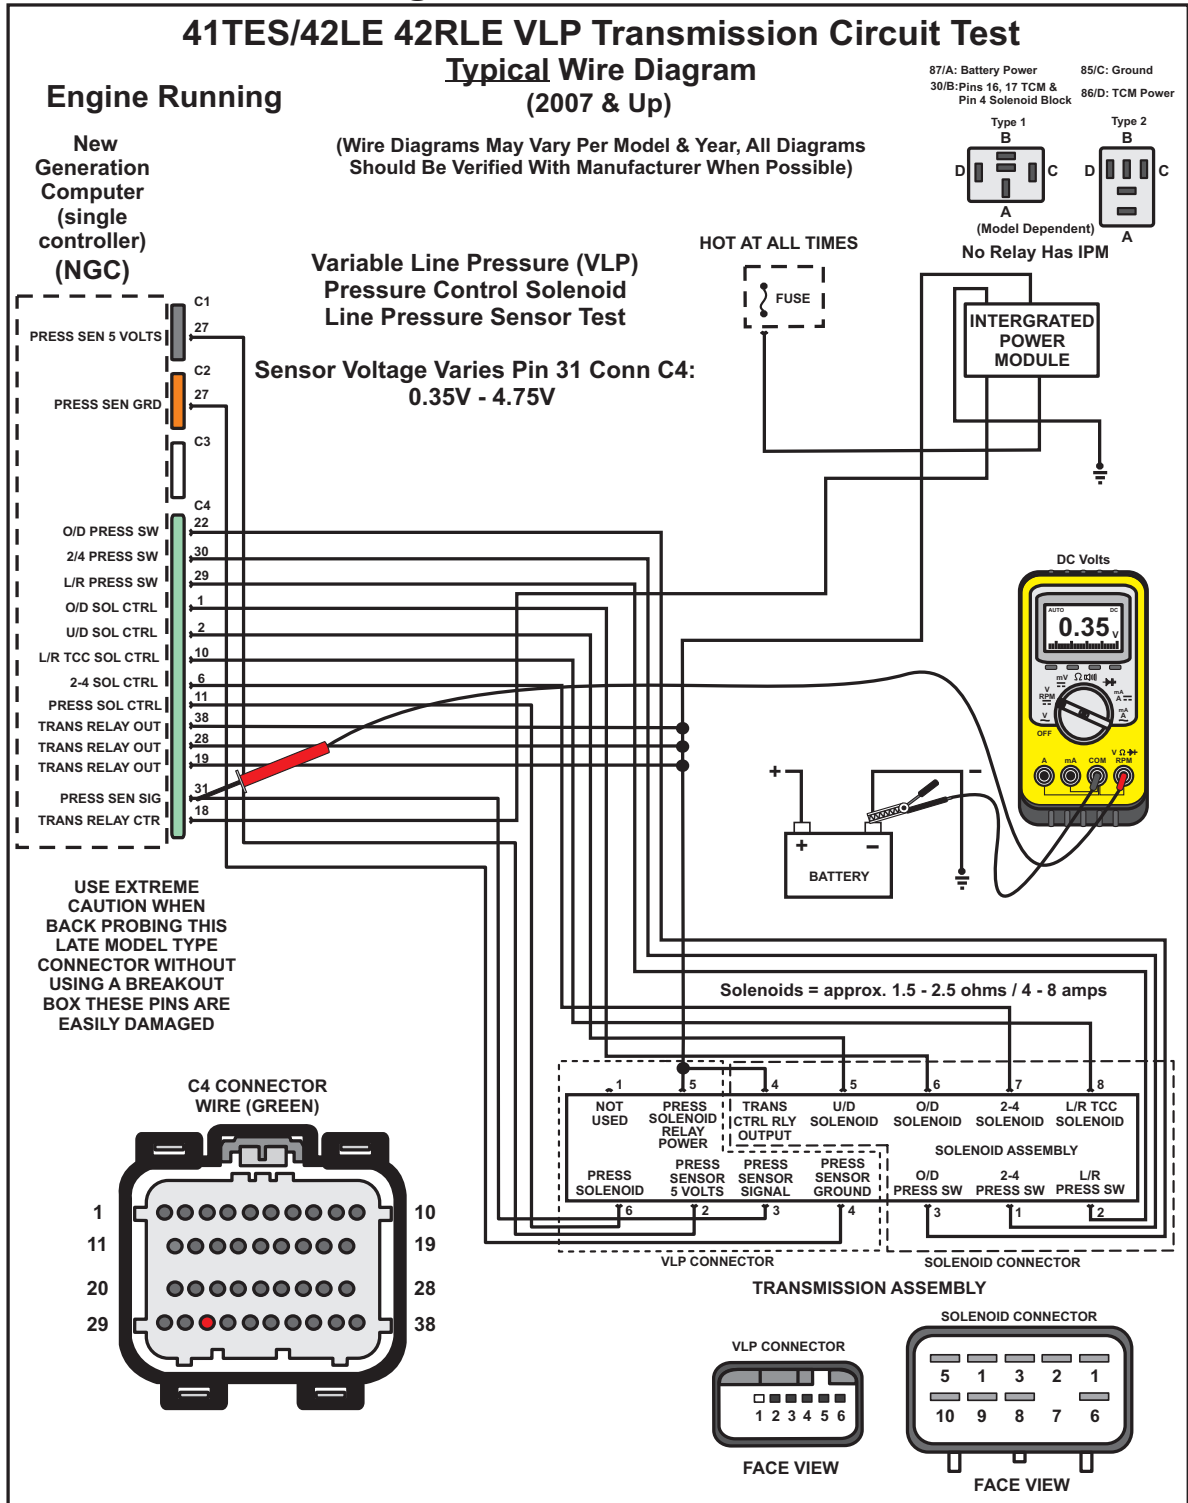 41TES/42LE 42RLE VLP Transmission Circuit Test
Typical Wire Diagram
(2007 & Up)
Engine Running
(Wire Diagrams May Vary Per Model & Year, All Diagrams
Should Be Verified With Manufacturer When Possible)
87/A: Battery Power
30/B:Pins 16, 17 TCM &
Pin 4 Solenoid Block
85/C: Ground
86/D: TCM Power
Type 1
B
D
C
A
Type 2
B
D
C
A
(Model Dependent)
No Relay Has IPM
New
Generation
Computer
(single
controller)
(NGC)
Variable Line Pressure (VLP)
Pressure Control Solenoid
Line Pressure Sensor Test
Sensor Voltage Varies Pin 31 Conn C4:
0.35V - 4.75V
HOT AT ALL TIMES
FUSE
INTERGRATED
POWER
MODULE
C1
PRESS SEN 5 VOLTS
27
C2
PRESS SEN GRD
27
C3
C4
O/D PRESS SW
22
2/4 PRESS SW
30
L/R PRESS SW
29
O/D SOL CTRL
1
U/D SOL CTRL
2
L/R TCC SOL CTRL
10
2-4 SOL CTRL
6
PRESS SOL CTRL
11
TRANS RELAY OUT
38
TRANS RELAY OUT
28
TRANS RELAY OUT
19
PRESS SEN SIG
31
TRANS RELAY CTR
18
DC Volts
AUTO
DC
0.35
V
mV
Ω
V
RPM
mA
A
V
mA
A
OFF
A
mA
COM
V Ω
RPM
+
-
+
-
BATTERY
USE EXTREME
CAUTION WHEN
BACK PROBING THIS
LATE MODEL TYPE
CONNECTOR WITHOUT
USING A BREAKOUT
BOX THESE PINS ARE
EASILY DAMAGED
Solenoids = approx. 1.5 - 2.5 ohms / 4 - 8 amps
1
5
4
5
6
7
8
NOT
USED
PRESS
SOLENOID
RELAY
POWER
TRANS
CTRL RLY
OUTPUT
U/D
SOLENOID
O/D
SOLENOID
2-4
SOLENOID
L/R TCC
SOLENOID
SOLENOID ASSEMBLY
PRESS
SOLENOID
PRESS
SENSOR
5 VOLTS
PRESS
SENSOR
SIGNAL
PRESS
SENSOR
GROUND
O/D
PRESS SW
2-4
PRESS SW
L/R
PRESS SW
6
2
3
4
3
1
2
VLP CONNECTOR
SOLENOID CONNECTOR
TRANSMISSION ASSEMBLY
C4 CONNECTOR
WIRE (GREEN)
1
10
11
19
20
28
29
38
VLP CONNECTOR
1 2 3 4 5 6
FACE VIEW
SOLENOID CONNECTOR
5 1 3 2 1
10 9 8 7 6
FACE VIEW